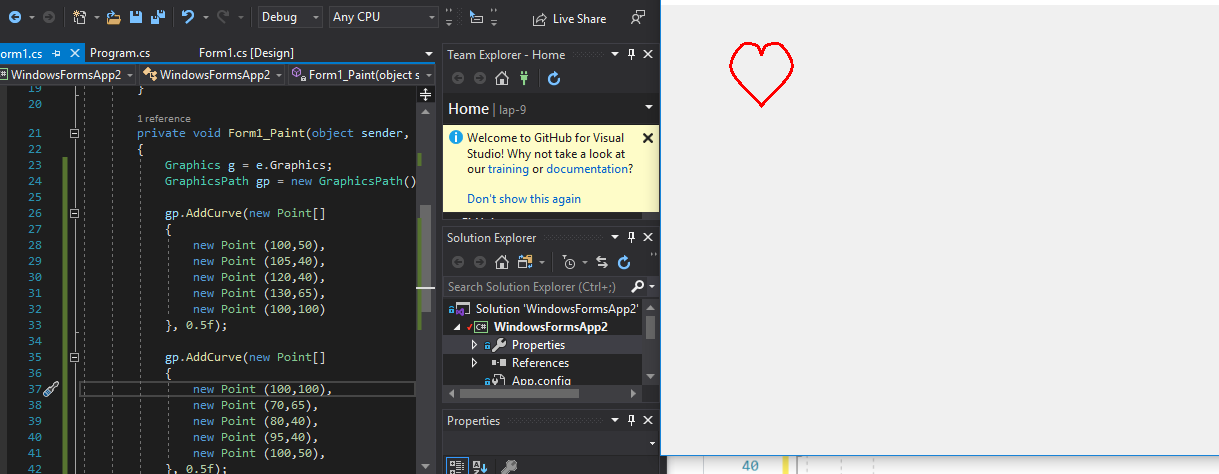 Debug
Any CPU
Live Share
orm1.cs
Program.cs
Form1.cs [Design]
WindowsFormsApp2
WindowsFormsApp2
Form1_Paint(object s
19 }
20
1 reference
21 private void Form1_Paint(object sender,
22 {
23 Graphics g = e.Graphics;
24 GraphicsPath gp = new GraphicsPath()
25
26 gp.AddCurve(new Point[]
27 {
28 new Point (100,50),
29 new Point (105,40),
30 new Point (120,40),
31 new Point (130,65),
32 new Point (100,100)
33 }, 0.5f);
34
35 gp.AddCurve(new Point[]
36 {
37 new Point (100,100),
38 new Point (70,65),
39 new Point (80,40),
40 new Point (95,40),
41 new Point (100,50),
42 }, 0.5f);
Team Explorer - Home
Home | lap-9
Welcome to GitHub for Visual
Studio! Why not take a look at
our training or documentation?
Don't show this again
Solution Explorer
Search Solution Explorer (Ctrl+;)
Solution 'WindowsFormsApp2'
C# WindowsFormsApp2
Properties
References
App.config
Properties
40